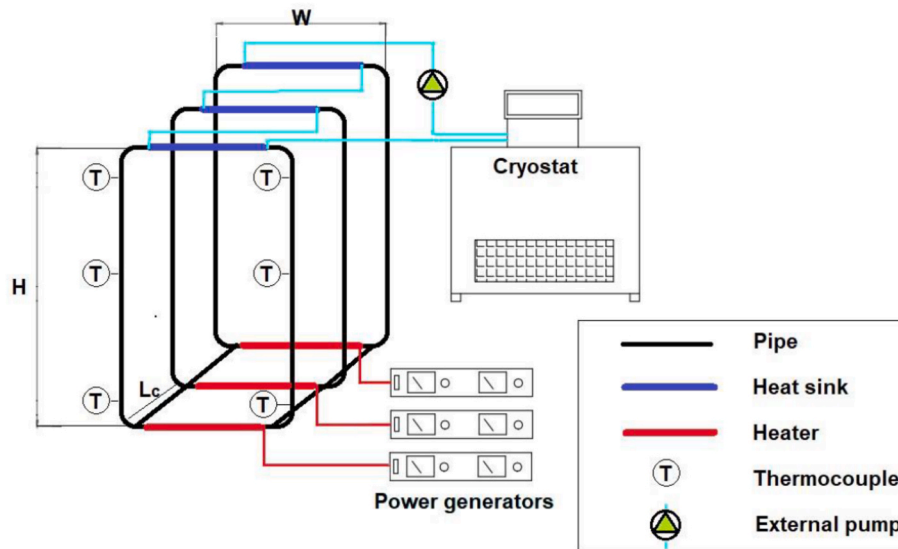 W
Cryostat
T
T
T
T
H
T
T
Lc
Power generators
Pipe
Heat sink
Heater
T
Thermocouple
External pump